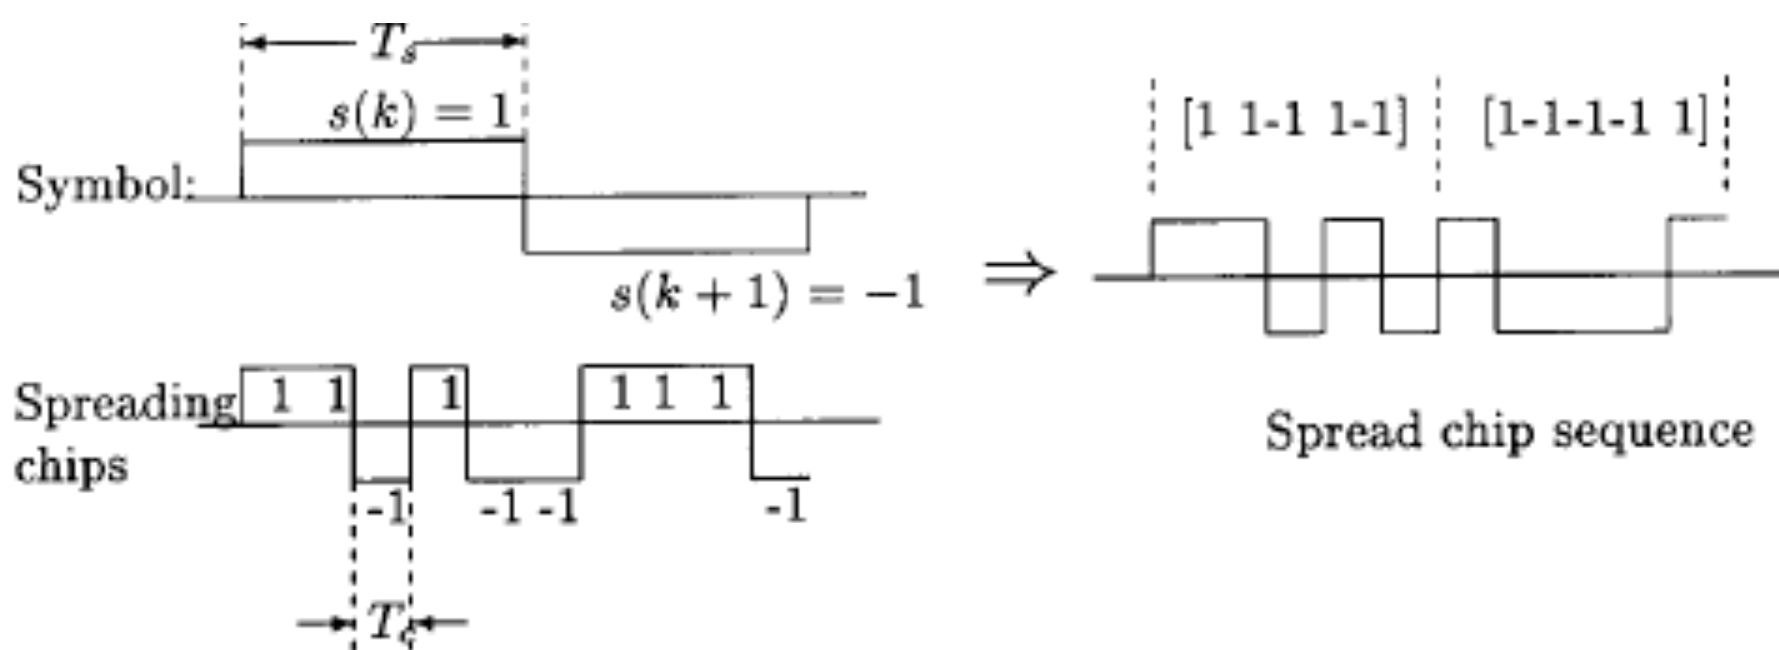 T_s
s(k) = 1
Symbol:
s(k + 1) = −1
[1 1-1 1-1] [1-1-1-1 1]
⇒
Spreading 1 1 1 1 1 1
chips
-1 -1 -1 -1
T_c
Spread chip sequence